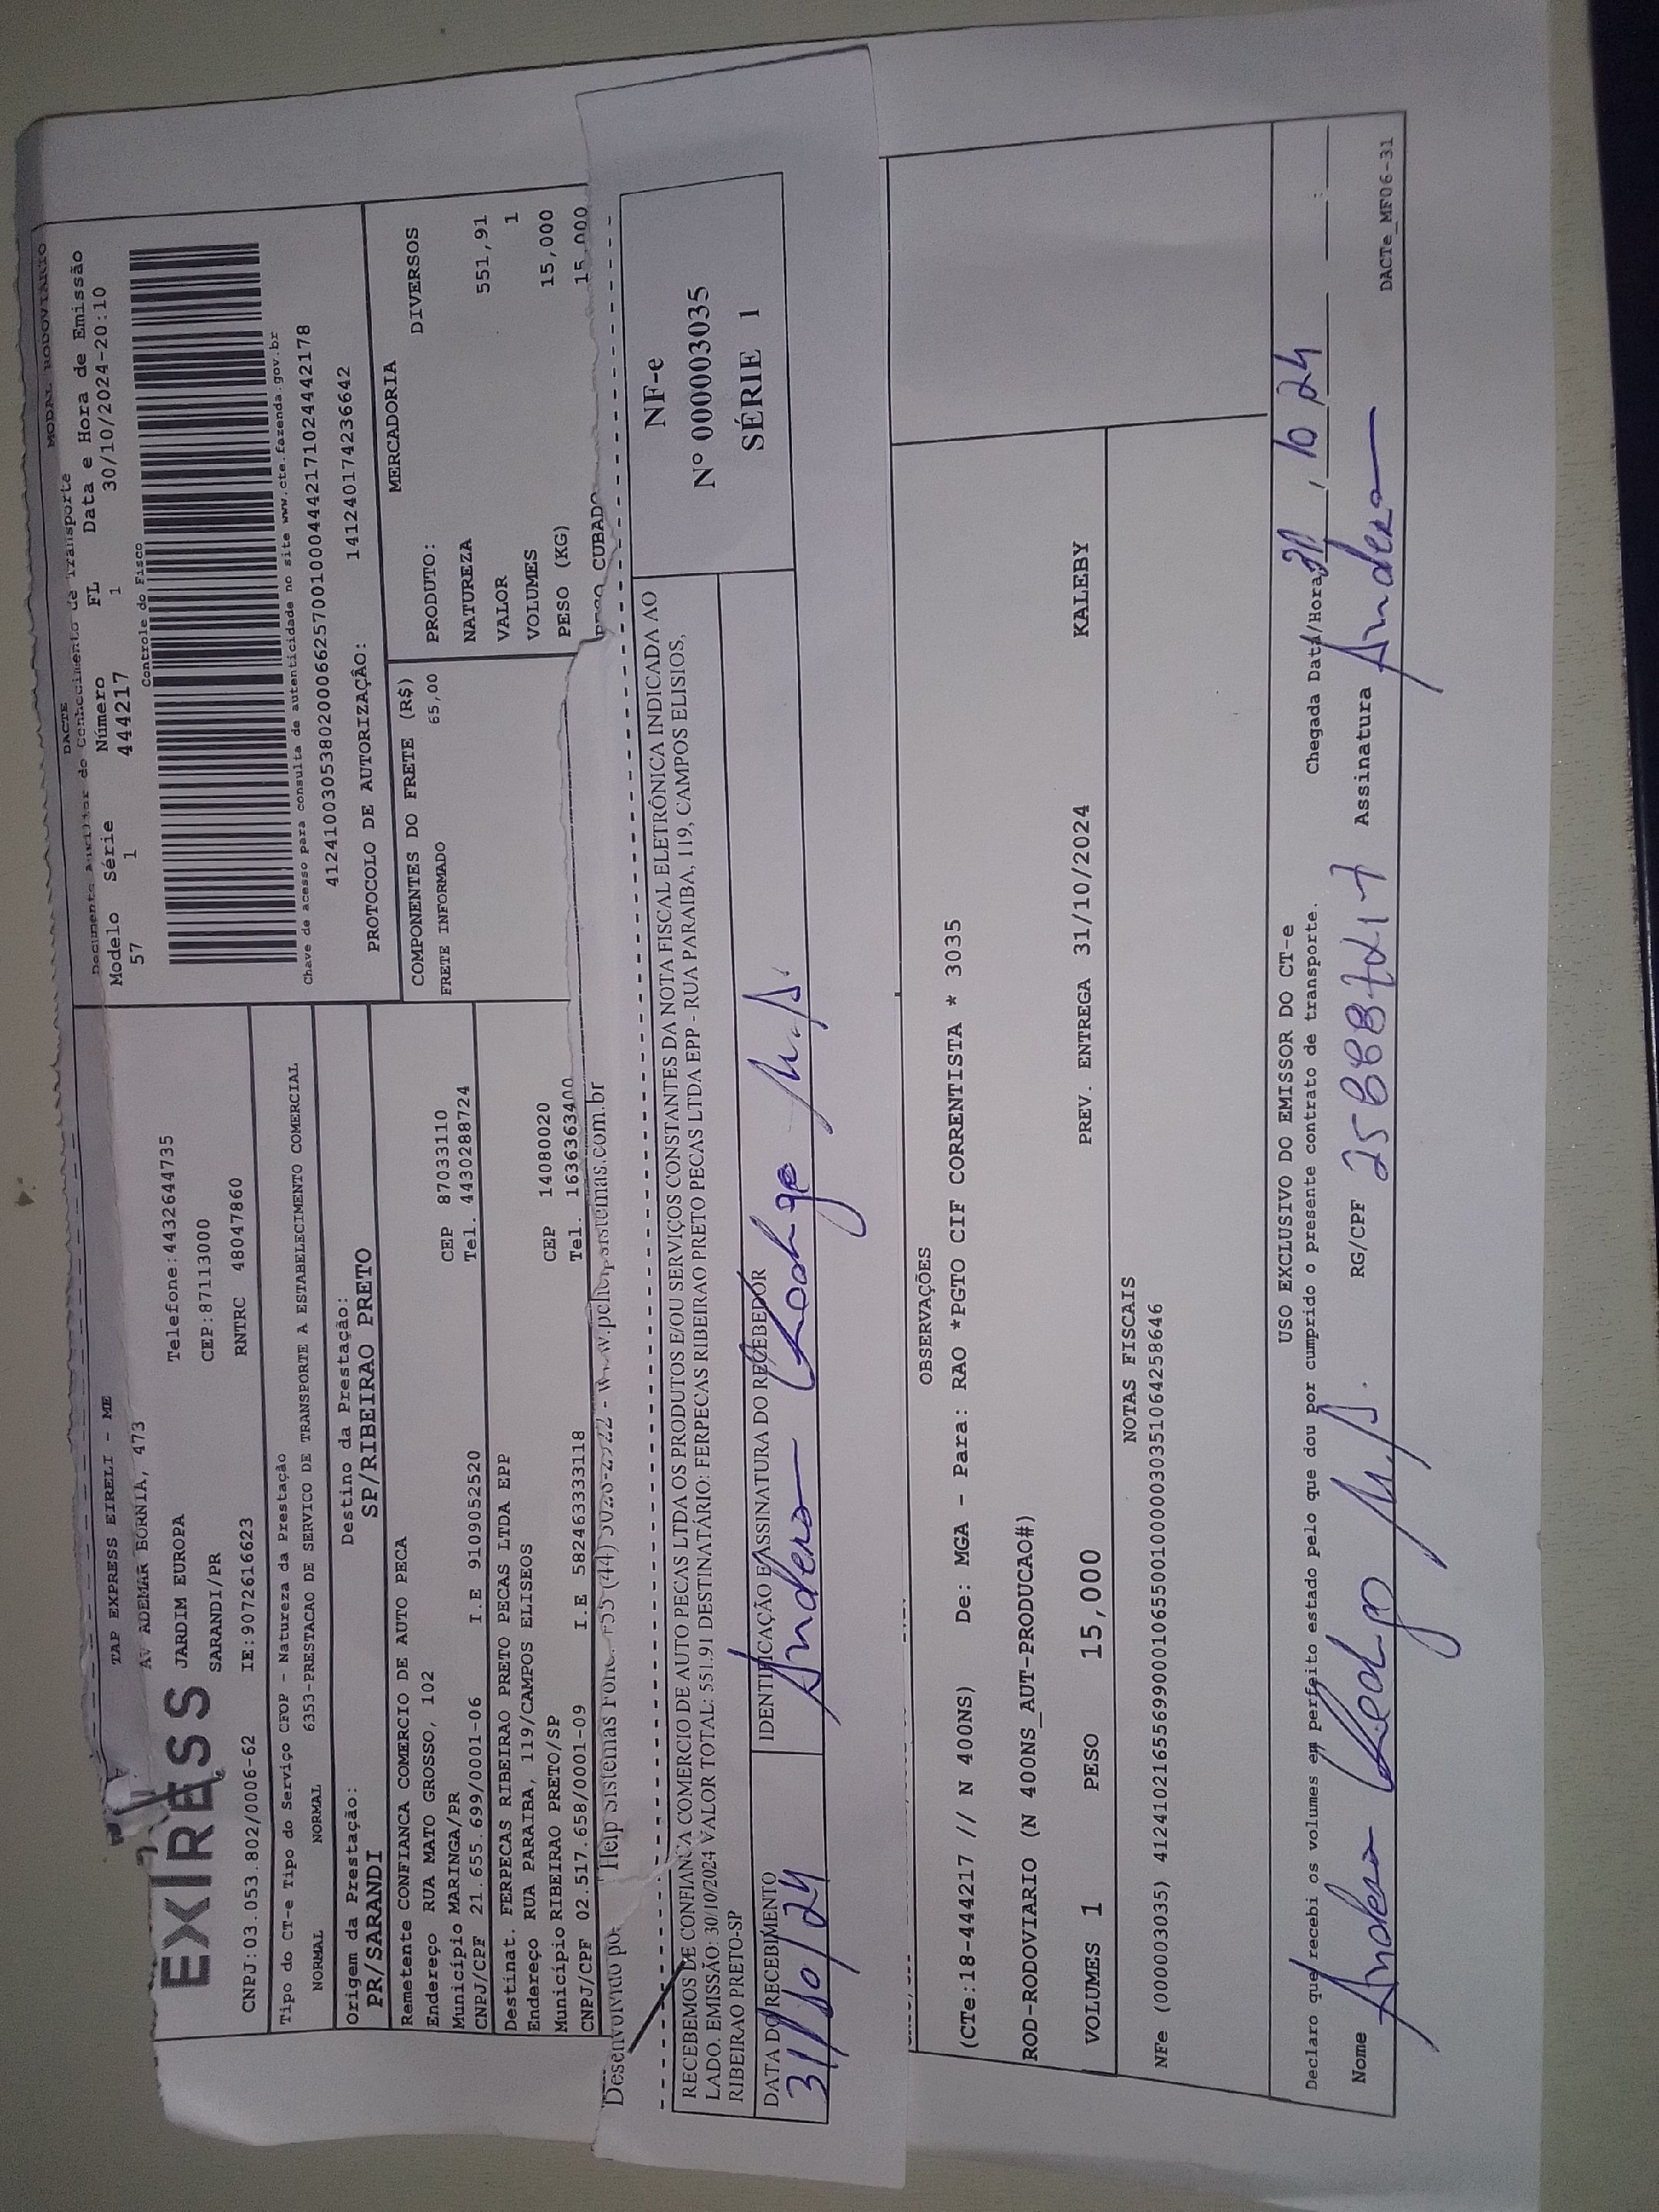 MODAL RODOVIARIO
DACTE
Documento Auxiliar do Conhecimento de Transporte
Modelo Série Número FL Data e Hora de Emissão
57 1 444217 1 30/10/2024-20:10
Controle do Fisco
Chave de acesso para consulta de autenticidade no site www.cte.fazenda.gov.br
41241003053802000662570010004442171024442178
PROTOCOLO DE AUTORIZAÇÃO: 141240174236642
TAP EXPRESS EIRELI - ME
AV ADEMAR BORNIA, 473
EXPRESS
JARDIM EUROPA Telefone:4432644735
SARANDI/PR CEP:87113000
CNPJ:03.053.802/0006-62 IE:9072616623 RNTRC 48047860
Tipo do CT-e Tipo do Serviço CFOP - Natureza da Prestação
NORMAL NORMAL 6353-PRESTACAO DE SERVICO DE TRANSPORTE A ESTABELECIMENTO COMERCIAL
Origem da Prestação: Destino da Prestação:
PR/SARANDI SP/RIBEIRAO PRETO
Remetente CONFIANCA COMERCIO DE AUTO PECA
Endereço RUA MATO GROSSO, 102
Município MARINGA/PR CEP 87033110
CNPJ/CPF 21.655.699/0001-06 I.E 9109052520 Tel. 4430288724
Destinat. FERPECAS RIBEIRAO PRETO PECAS LTDA EPP
Endereço RUA PARAIBA, 119/CAMPOS ELISEOS
Município RIBEIRAO PRETO/SP CEP 14080020
CNPJ/CPF 02.517.658/0001-09 I.E 582463333118 Tel. 1636363400
COMPONENTES DO FRETE (R$)
FRETE INFORMADO 65,00
MERCADORIA
PRODUTO: DIVERSOS
NATUREZA
VALOR 551,91
VOLUMES 1
PESO (KG) 15,000
PESO CUBADO 15,000
Desenvolvido po Help Sistemas Fone: www.pchelpsistemas.com.br
RECEBEMOS DE CONFIANCA COMERCIO DE AUTO PECAS LTDA OS PRODUTOS E/OU SERVIÇOS CONSTANTES DA NOTA FISCAL ELETRÔNICA INDICADA AO
LADO. EMISSÃO: 30/10/2024 VALOR TOTAL: 551.91 DESTINATÁRIO: FERPECAS RIBEIRAO PRETO PECAS LTDA EPP - RUA PARAIBA, 119, CAMPOS ELISIOS,
RIBEIRAO PRETO-SP
DATA DO RECEBIMENTO IDENTIFICAÇÃO E ASSINATURA DO RECEBEDOR
31/10/24 Anderson
NF-e
Nº 000003035
SÉRIE 1
OBSERVAÇÕES
(CTe:18-444217 // N 400NS) De: MGA - Para: RAO *PGTO CIF CORRENTISTA * 3035
ROD-RODOVIARIO (N 400NS_AUT-PRODUCAO#)
VOLUMES 1 PESO 15,000 PREV. ENTREGA 31/10/2024 KALEBY
NOTAS FISCAIS
NFe (000003035) 41241021655699000106550010000030351064258646
USO EXCLUSIVO DO EMISSOR DO CT-e
Declaro que recebi os volumes em perfeito estado pelo que dou por cumprido o presente contrato de transporte. Chegada Data/Hora 31, 10 24 :
Nome Anderson RG/CPF Assinatura Anderson
DACTe_MF06-31